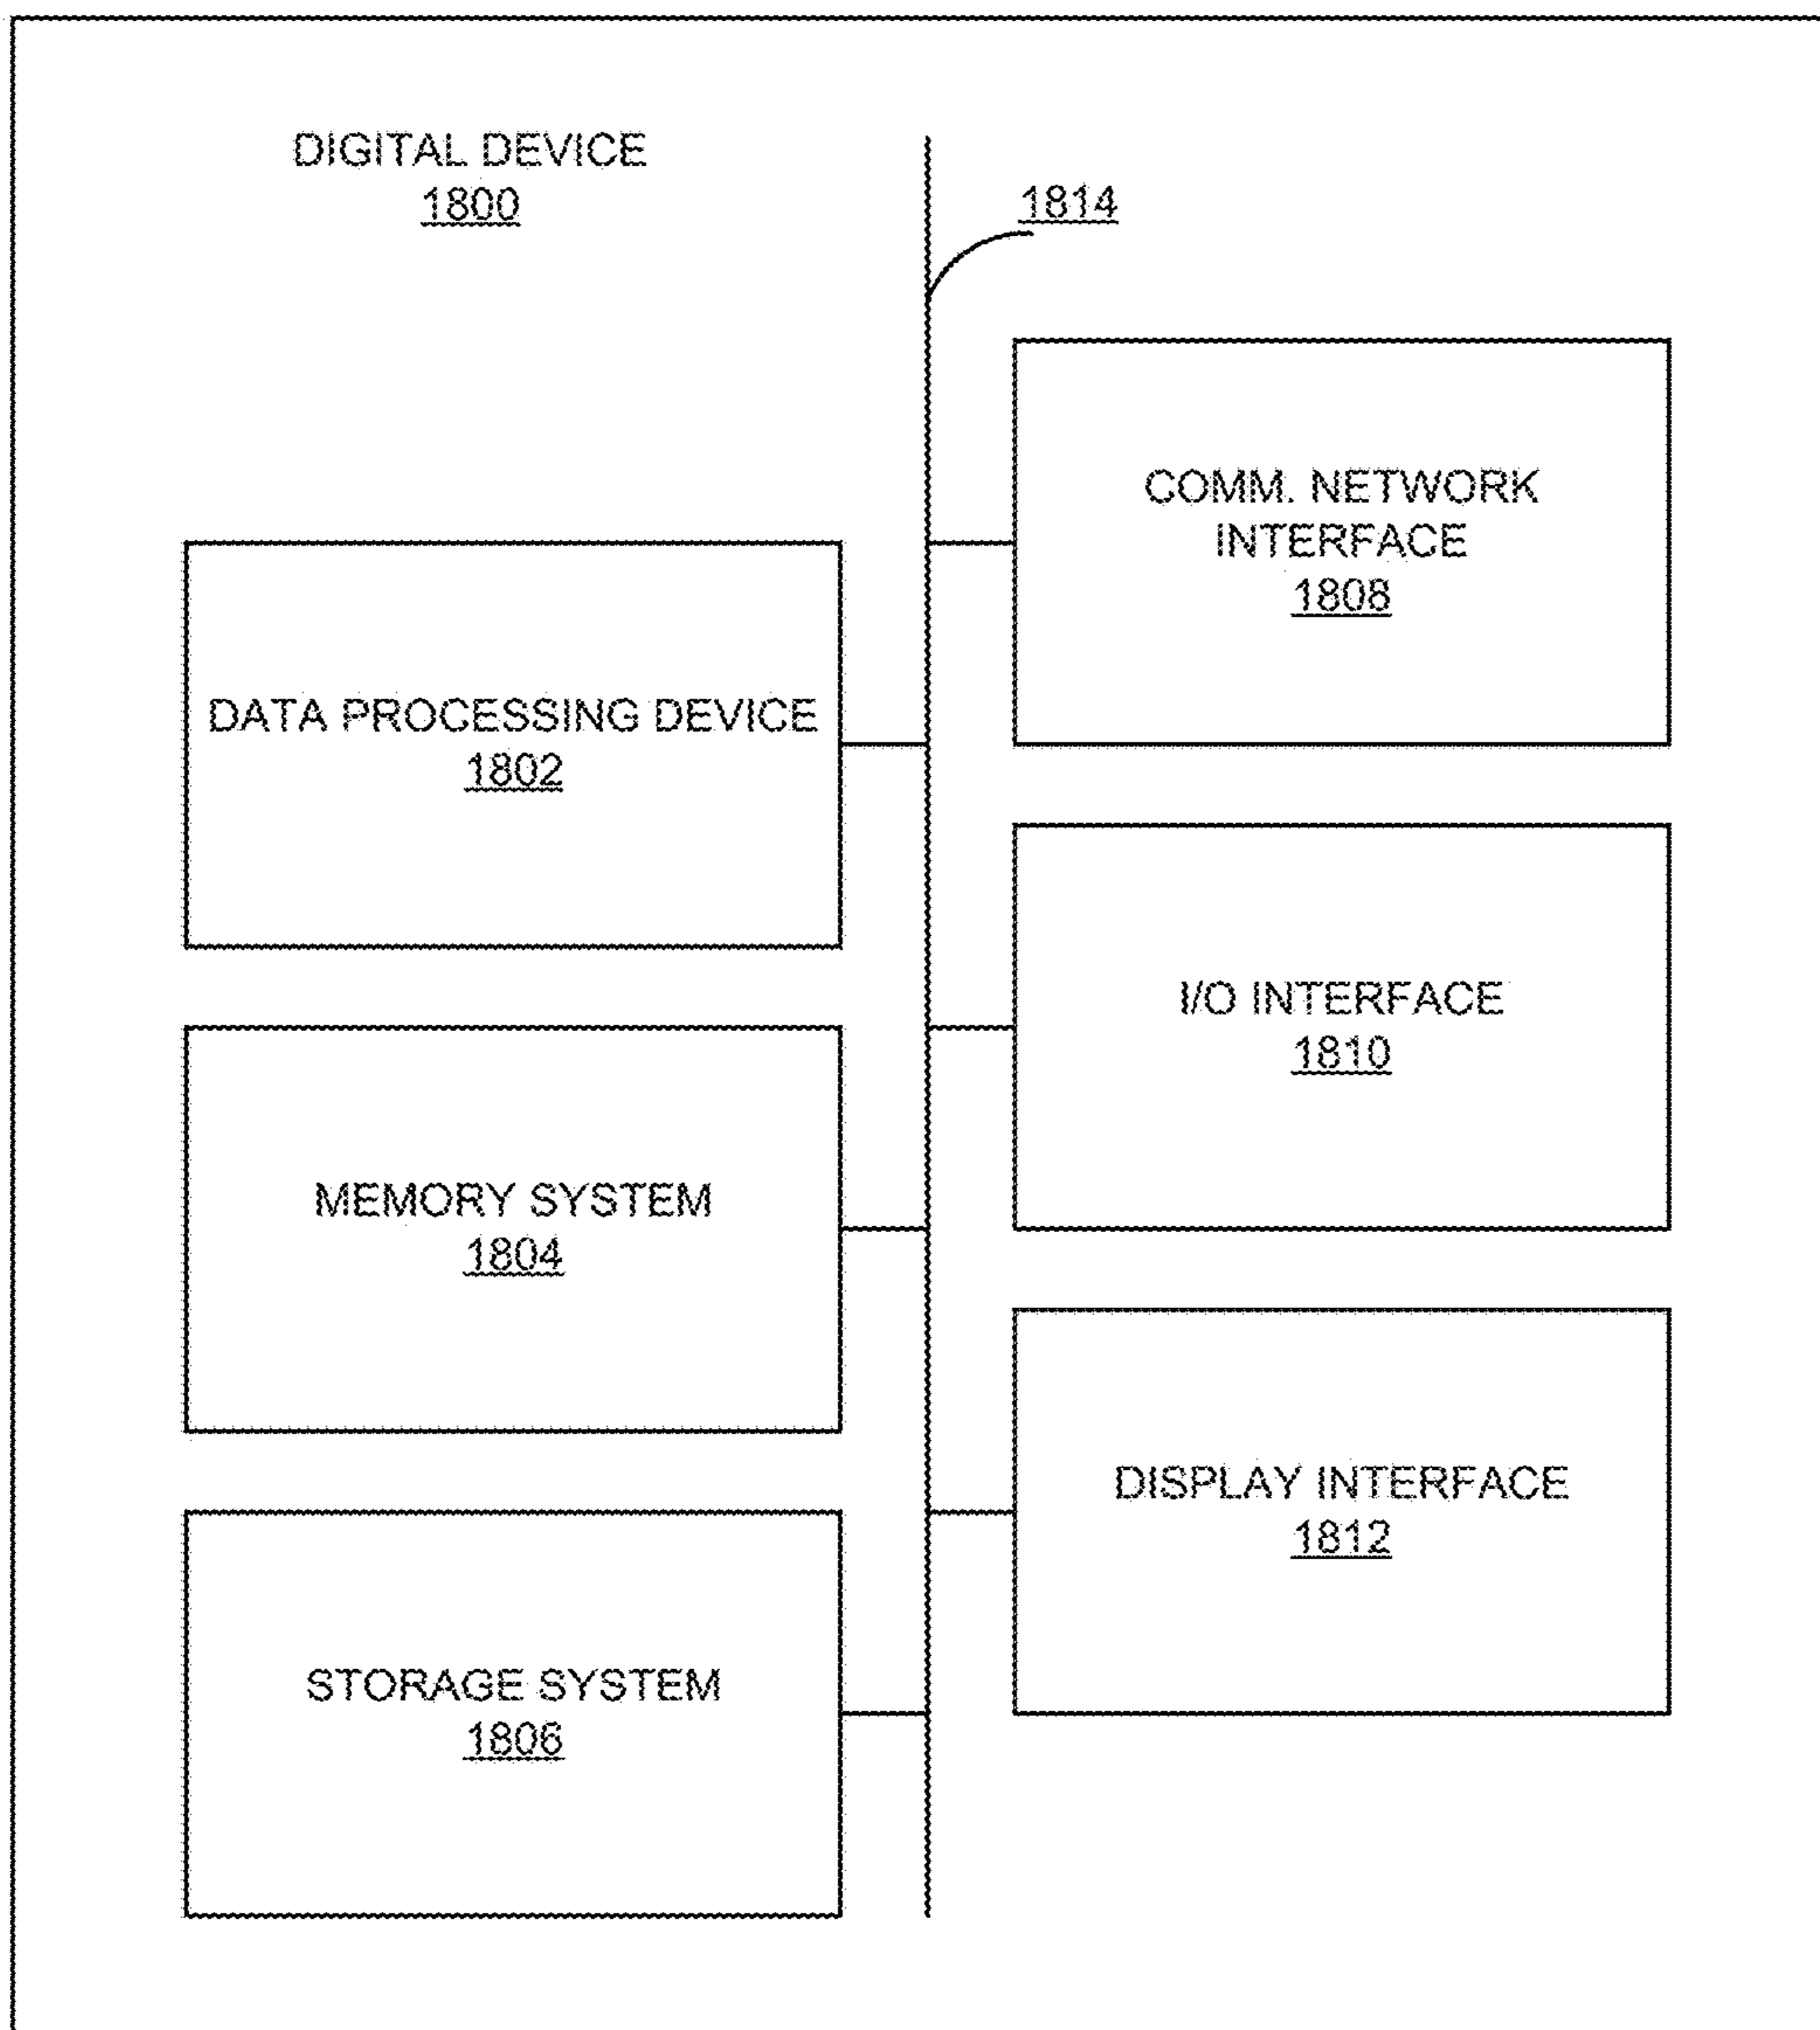 DIGITAL DEVICE
1800
1814
COMM. NETWORK
INTERFACE
1808
DATA PROCESSING DEVICE
1802
I/O INTERFACE
1810
MEMORY SYSTEM
1804
DISPLAY INTERFACE
1812
STORAGE SYSTEM
1806